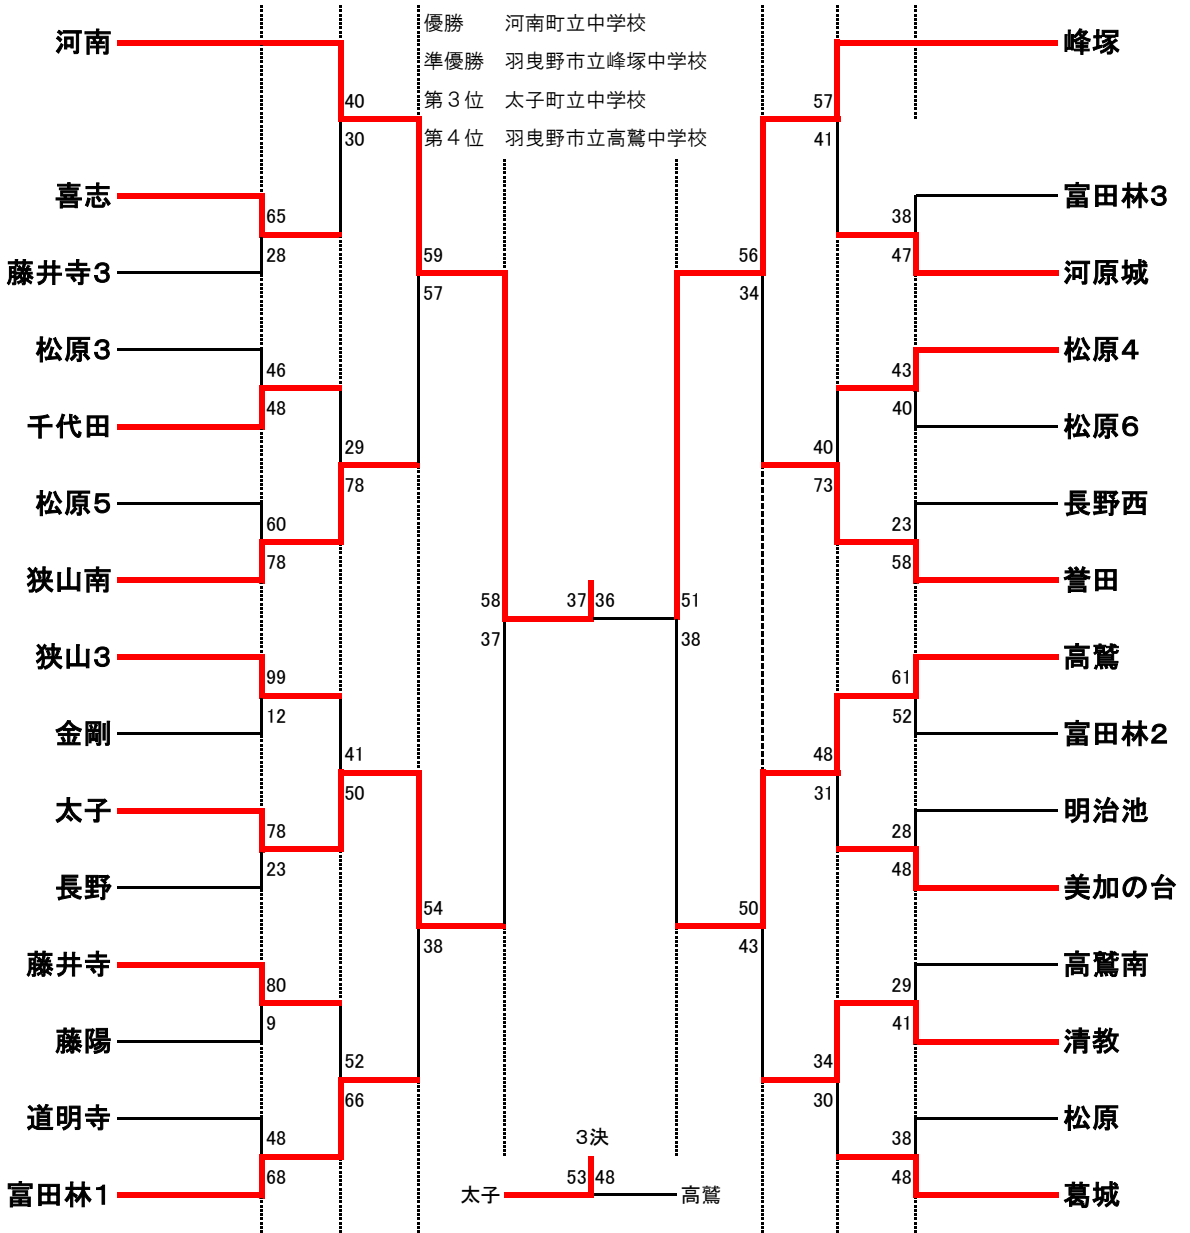 優勝 河南町立中学校
準優勝 羽曳野市立峰塚中学校
第３位 太子町立中学校
第４位 羽曳野市立高鷲中学校
河南
喜志
藤井寺３
松原３
千代田
松原５
狭山南
狭山３
金剛
太子
長野
藤井寺
藤陽
道明寺
富田林１
65
28
46
48
60
78
99
12
78
23
80
9
48
68
40
30
29
78
41
50
52
66
59
57
54
38
58
37
37 36
51
38
56
34
50
43
57
41
40
73
48
31
34
30
38
47
43
40
23
58
61
52
28
48
29
41
38
48
峰塚
富田林３
河原城
松原４
松原６
長野西
誉田
高鷲
富田林２
明治池
美加の台
高鷲南
清教
松原
葛城
３決
太子 53 48 高鷲